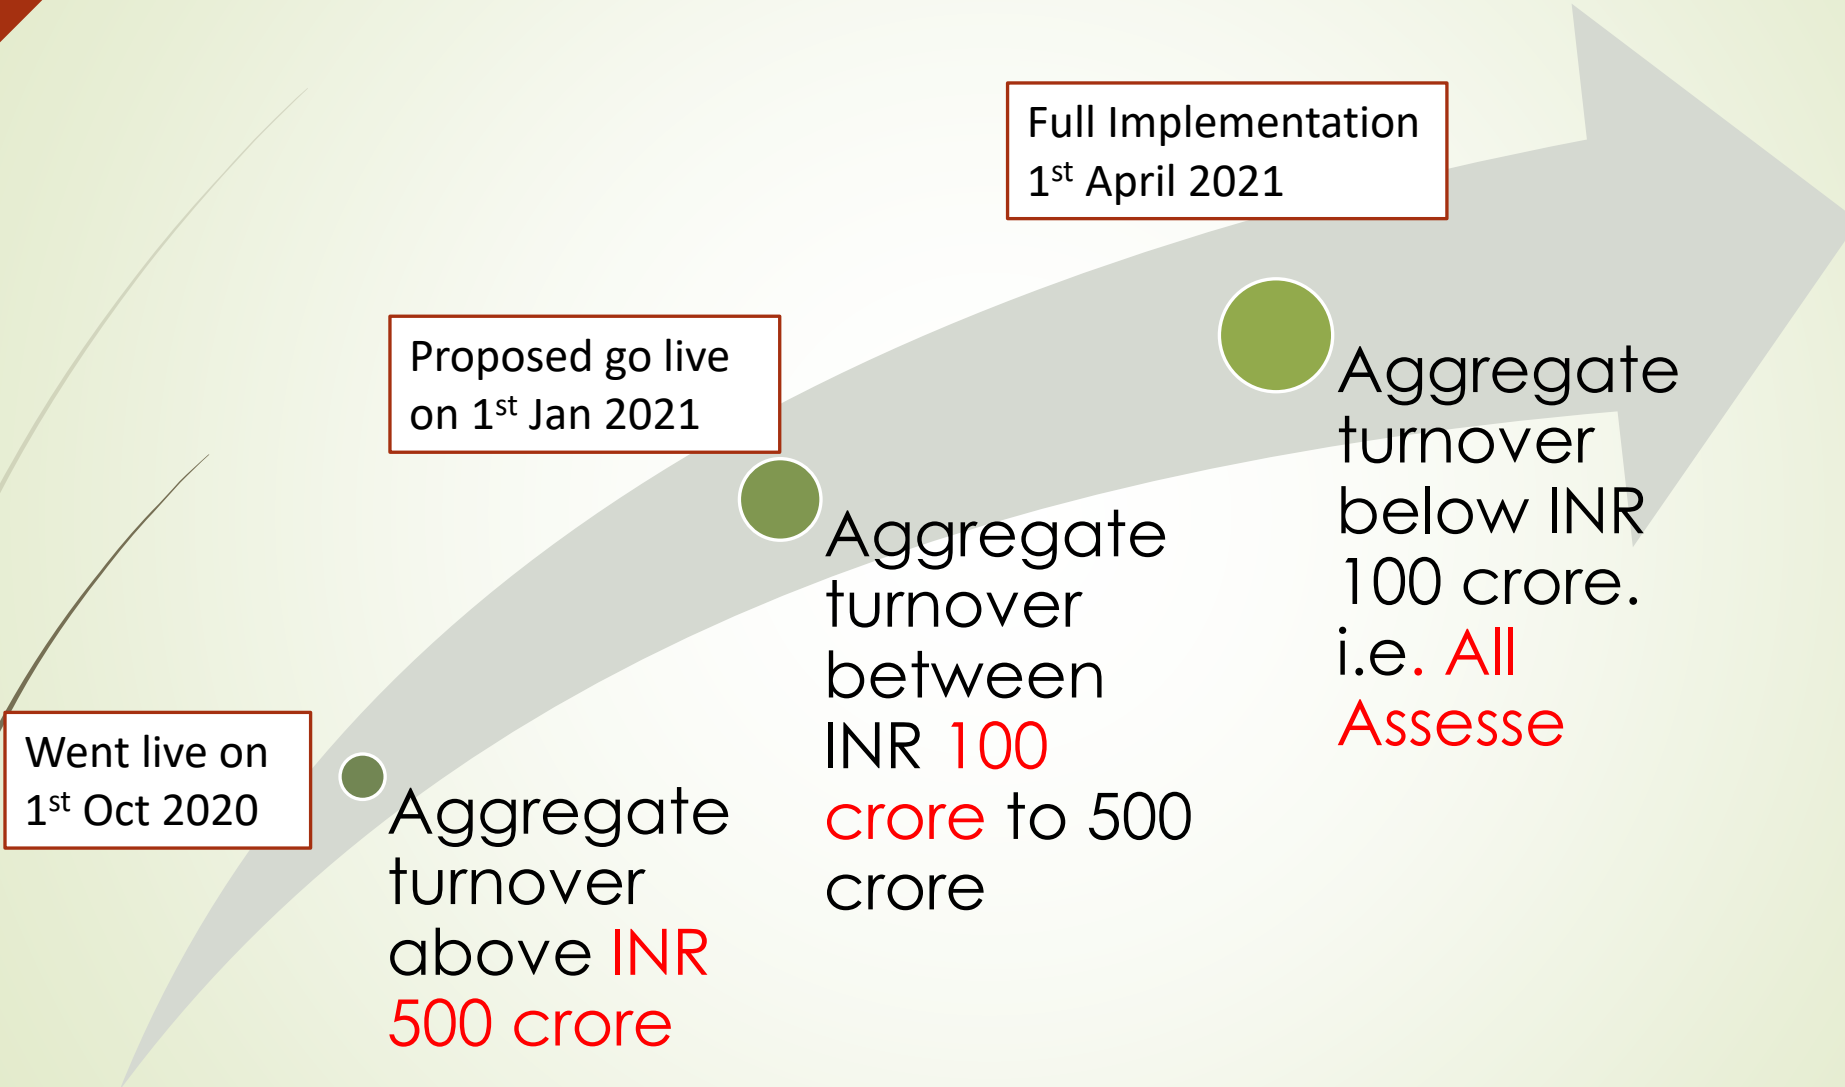 Went live on
1st Oct 2020
Aggregate
turnover
above INR
500 crore
Proposed go live
on 1st Jan 2021
Aggregate
turnover
between
INR 100
crore to 500
crore
Full Implementation
1st April 2021
Aggregate
turnover
below INR
100 crore.
i.e. All
Assesse